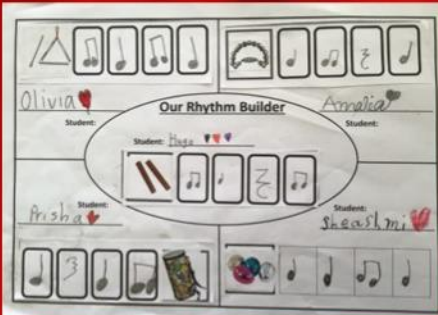 Olivia
Student:
Amalia
Student:
Our Rhythm Builder
Student: Hugo
Prisha
Student:
Student:
Sheashmi